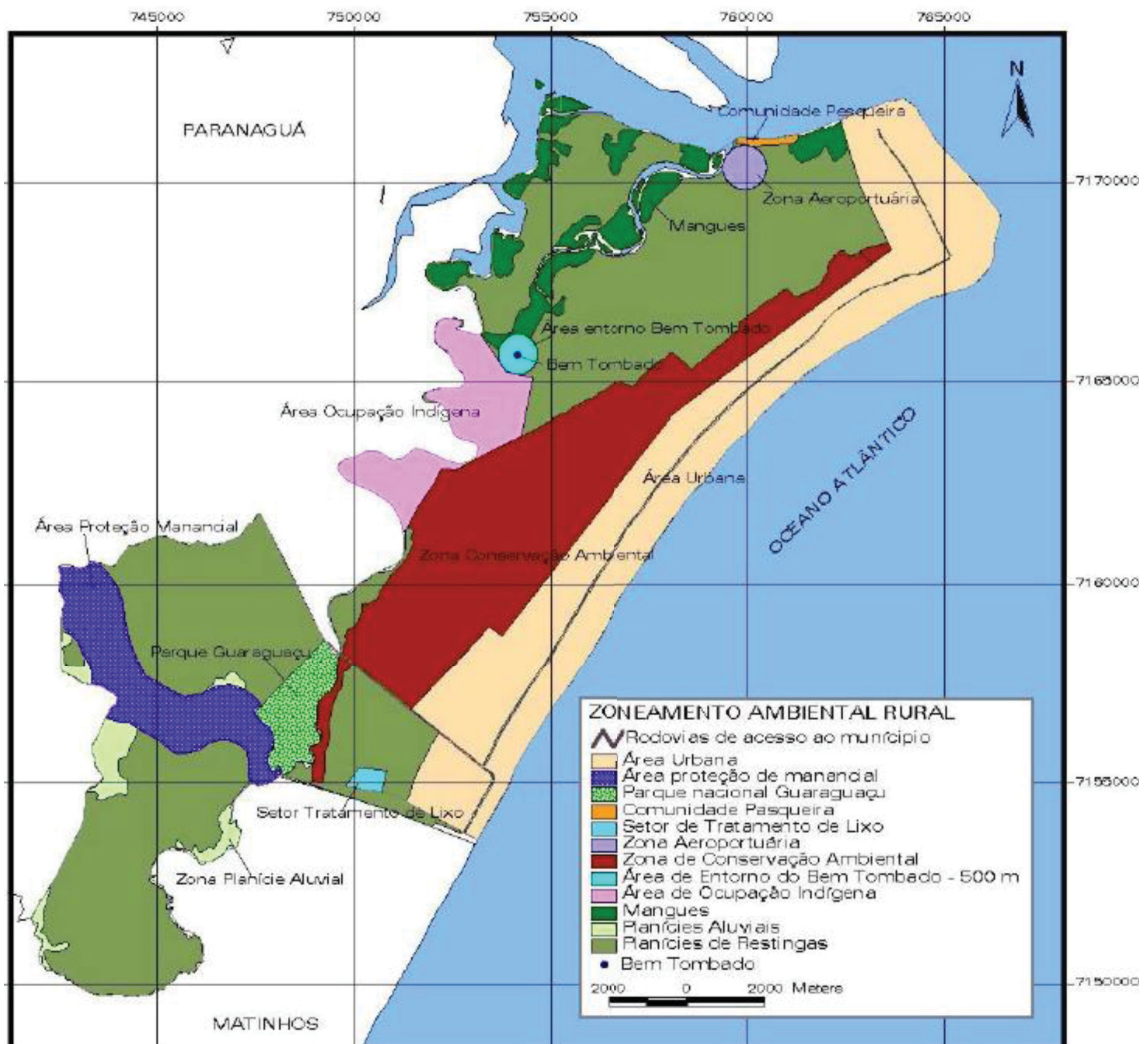 745000 750000 755000 760000 765000
N
PARANAGUÁ
Comunidade Pesqueira
7170000
Zona Aeroportuária
Mangues
Área entorno Bem Tombado
Bem Tombado
7165000
Área Ocupação Indígena
OCEANO ATLÂNTICO
Área Urbana
Área Proteção Manancial
Zona Conservação Ambiental
7160000
Parque Guaraguaçu
7155000
Setor Tratamento de Lixo
Zona Planície Aluvial
7150000
MATINHOS
ZONEAMENTO AMBIENTAL RURAL
Rodovias de acesso ao município
Área Urbana
Área proteção de manancial
Parque nacional Guaraguaçu
Comunidade Pasqueira
Setor de Tratamento de Lixo
Zona Aeroportuária
Zona de Conservação Ambiental
Área de Entorno do Bem Tombado - 500 m
Área de Ocupação Indígena
Mangues
Planícies Aluviais
Planícies de Restingas
Bem Tombado
2000 0 2000 Meters